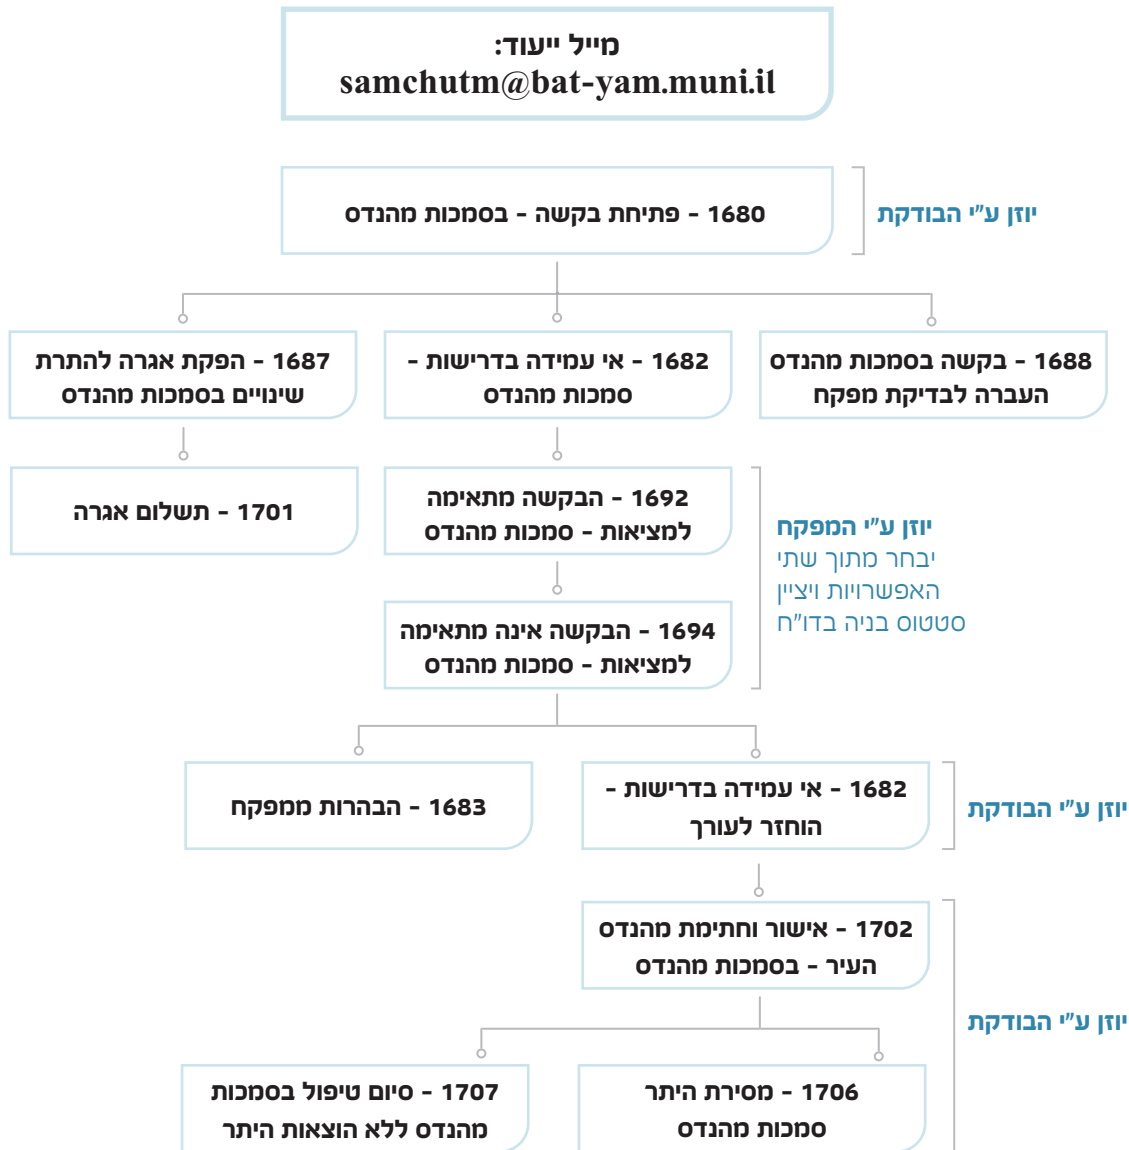 מייל ייעוד:
samchutm@bat-yam.muni.il
יוזן ע"י הבודקת
1680 - פתיחת בקשה - בסמכות מהנדס
1688 - בקשה בסמכות מהנדס
העברה לבדיקת מפקח
1682 - אי עמידה בדרישות -
סמכות מהנדס
1687 - הפקת אגרה להתרת
שינויים בסמכות מהנדס
יוזן ע"י המפקח
יבחר מתוך שתי
האפשרויות ויציין
סטטוס בניה בדו"ח
1692 - הבקשה מתאימה
למציאות - סמכות מהנדס
1701 - תשלום אגרה
1694 - הבקשה אינה מתאימה
למציאות - סמכות מהנדס
יוזן ע"י הבודקת
1682 - אי עמידה בדרישות -
הוחזר לעורך
1683 - הבהרות ממפקח
יוזן ע"י הבודקת
1702 - אישור וחתימת מהנדס
העיר - בסמכות מהנדס
1706 - מסירת היתר
סמכות מהנדס
1707 - סיום טיפול בסמכות
מהנדס ללא הוצאות היתר